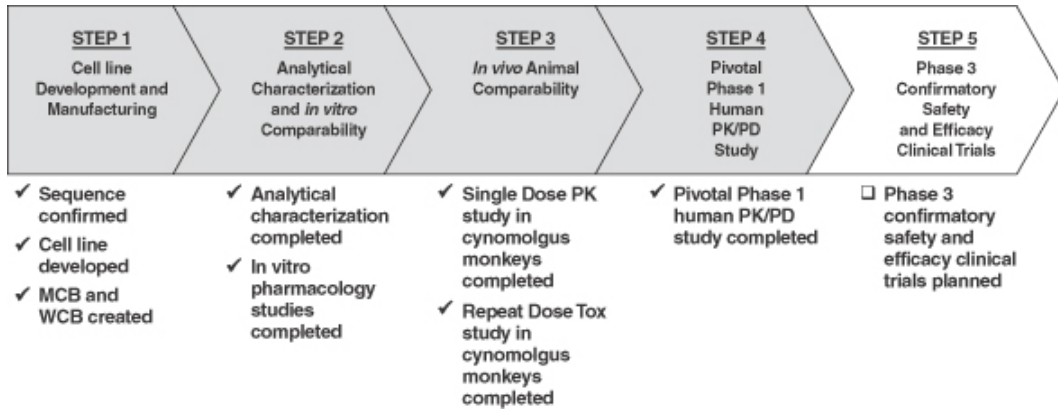 STEP 1
Cell line
Development and
Manufacturing
STEP 2
Analytical
Characterization
and in vitro
Comparability
STEP 3
In vivo Animal
Comparability
STEP 4
Pivotal
Phase 1
Human
PK/PD
Study
STEP 5
Phase 3
Confirmatory
Safety
and Efficacy
Clinical Trials
✓ Sequence
confirmed
✓ Cell line
developed
✓ MCB and
WCB created
✓ Analytical
characterization
completed
✓ In vitro
pharmacology
studies
completed
✓ Single Dose PK
study in
cynomolgus
monkeys
completed
✓ Repeat Dose Tox
study in
cynomolgus
monkeys
completed
✓ Pivotal Phase 1
human PK/PD
study completed
❑ Phase 3
confirmatory
safety and
efficacy clinical
trials planned